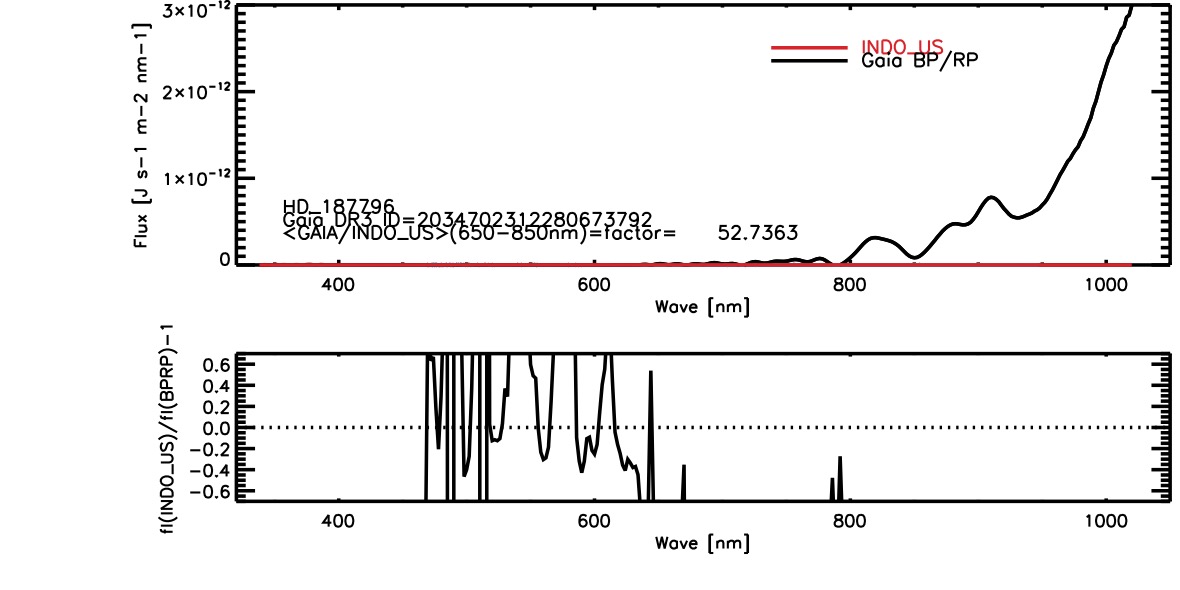 3×10−12
2×10−12
1×10−12
0
Flux [J s−1 m−2 nm−1]
INDO_US
Gaia BP/RP
HD_187796
Gaia DR3 ID=2034702312280673792
<GAIA/INDO_US>(650−850nm)=factor= 52.7363
400 600 800 1000
Wave [nm]
fl(INDO_US)/fl(BPRP)−1
0.6
0.4
0.2
0.0
−0.2
−0.4
−0.6
400 600 800 1000
Wave [nm]